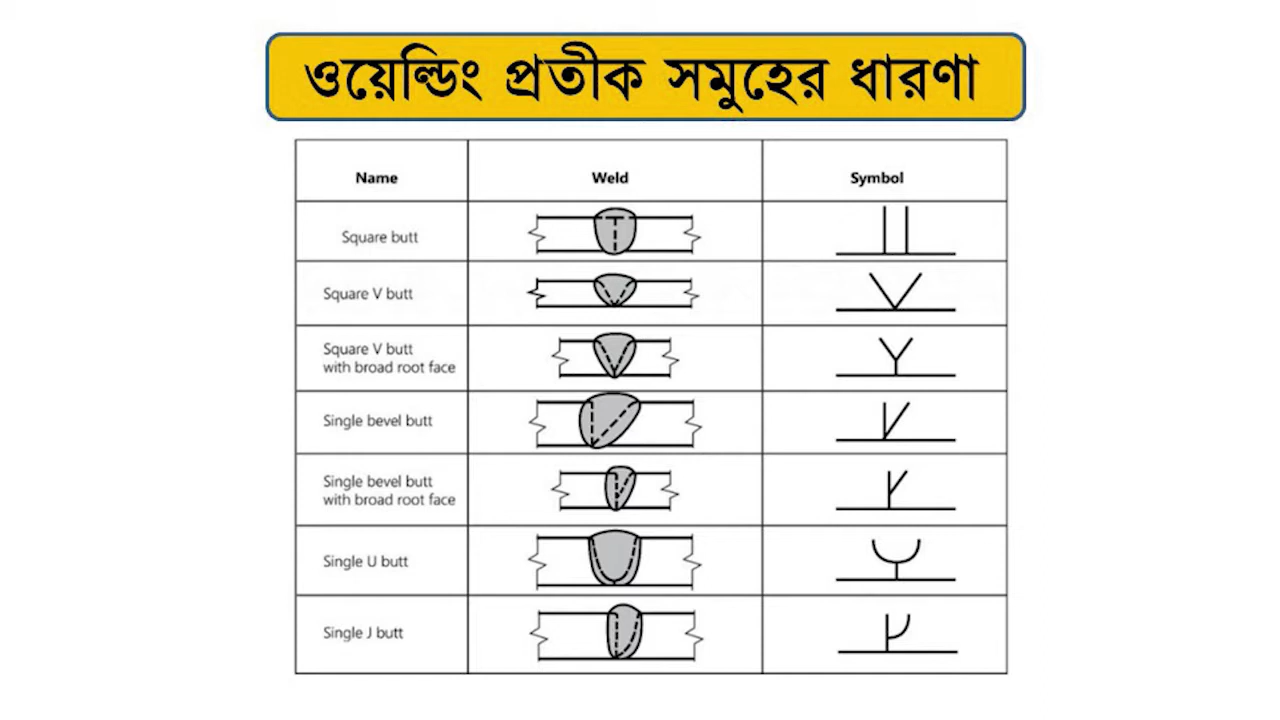 ওয়েল্ডিং প্রতীক সমুহের ধারণা
Name Weld Symbol
Square butt
Square V butt
Square V butt
with broad root face
Single bevel butt
Single bevel butt
with broad root face
Single U butt
Single J butt